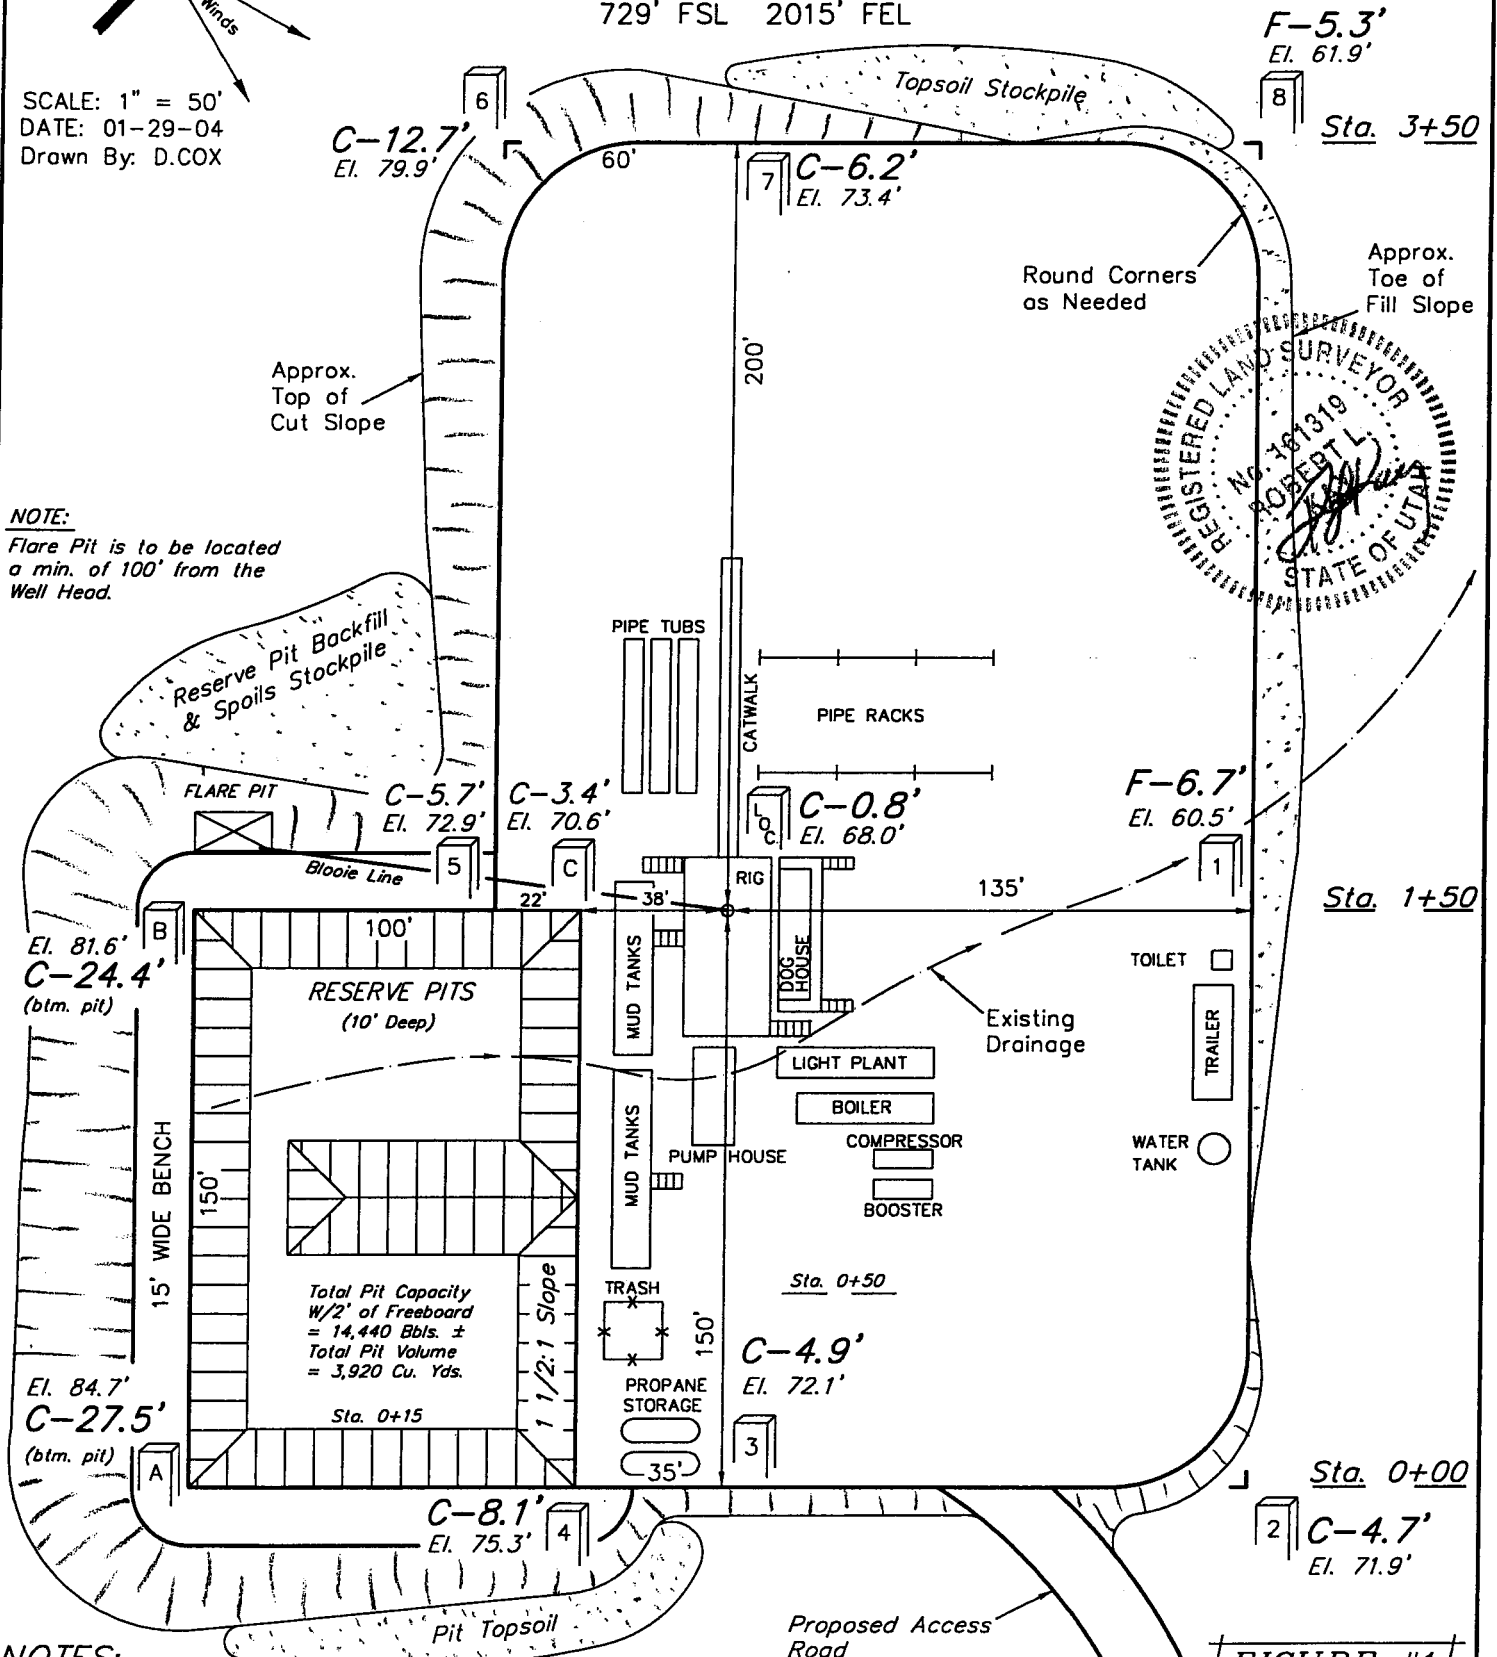 Winds
729' FSL 2015' FEL
SCALE: 1" = 50'
DATE: 01-29-04
Drawn By: D.COX
F-5.3'
El. 61.9'
8
Sta. 3+50
6
C-12.7'
El. 79.9'
Topsoil Stockpile
60'
7
C-6.2'
El. 73.4'
Round Corners
as Needed
Approx.
Toe of
Fill Slope
200'
Approx.
Top of
Cut Slope
REGISTERED LAND SURVEYOR
No. 161319
ROBERT L.
KAY
STATE OF UTAH
NOTE:
Flare Pit is to be located
a min. of 100' from the
Well Head.
Reserve Pit Backfill
& Spoils Stockpile
PIPE TUBS
CATWALK
PIPE RACKS
FLARE PIT
C-5.7'
El. 72.9'
5
C-3.4'
El. 70.6'
C
LOC.
C-0.8'
El. 68.0'
F-6.7'
El. 60.5'
1
Blooie Line
22'
38'
RIG
135'
Sta. 1+50
B
El. 81.6'
C-24.4'
(btm. pit)
100'
RESERVE PITS
(10' Deep)
MUD TANKS
DOG
HOUSE
TOILET
TRAILER
Existing
Drainage
LIGHT PLANT
BOILER
COMPRESSOR
BOOSTER
PUMP HOUSE
MUD TANKS
WATER
TANK
15' WIDE BENCH
150'
Total Pit Capacity
W/2' of Freeboard
= 14,440 Bbls. ±
Total Pit Volume
= 3,920 Cu. Yds.
1 1/2:1 Slope
Sta. 0+15
TRASH
Sta. 0+50
150'
C-4.9'
El. 72.1'
3
El. 84.7'
C-27.5'
(btm. pit)
A
PROPANE
STORAGE
35'
Sta. 0+00
C-8.1'
El. 75.3'
4
2
C-4.7'
El. 71.9'
Pit Topsoil
Proposed Access
Road
NOTES:
FIGURE #1